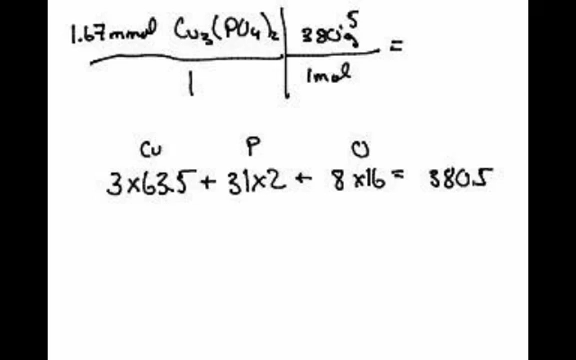 1.67 mmol Cu₃(PO₄)₂ | 380.5 g =
1 | 1 mol
Cu P O
3×63.5 + 31×2 + 8×16 = 380.5